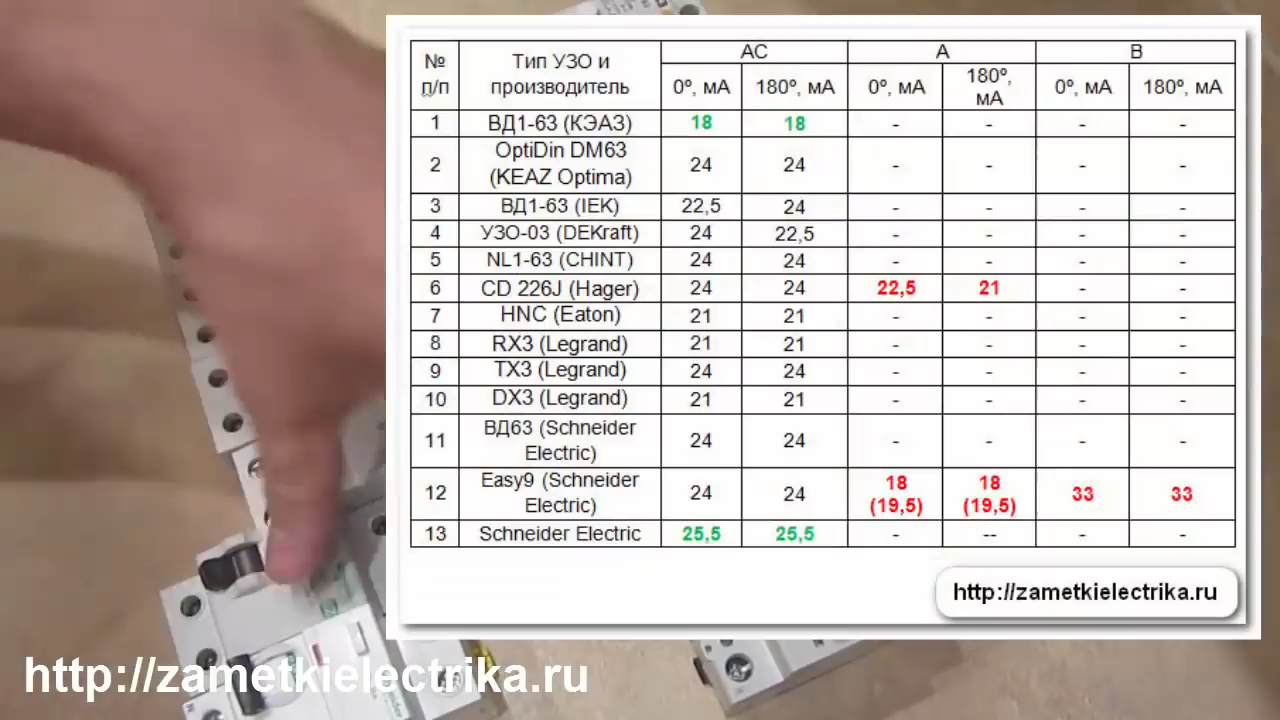 № п/п | Тип УЗО и производитель | АС | А | В
0º, мА | 180º, мА | 0º, мА | 180º, мА | 0º, мА | 180º, мА
1 | ВД1-63 (КЭАЗ) | 18 | 18 | - | - | - | -
2 | OptiDin DM63 (KEAZ Optima) | 24 | 24 | - | - | - | -
3 | ВД1-63 (IEK) | 22,5 | 24 | - | - | - | -
4 | УЗО-03 (DEKraft) | 24 | 22,5 | - | - | - | -
5 | NL1-63 (CHINT) | 24 | 24 | - | - | - | -
6 | CD 226J (Hager) | 24 | 24 | 22,5 | 21 | - | -
7 | HNC (Eaton) | 21 | 21 | - | - | - | -
8 | RX3 (Legrand) | 21 | 21 | - | - | - | -
9 | TX3 (Legrand) | 24 | 24 | - | - | - | -
10 | DX3 (Legrand) | 21 | 21 | - | - | - | -
11 | ВД63 (Schneider Electric) | 24 | 24 | - | - | - | -
12 | Easy9 (Schneider Electric) | 24 | 24 | 18 (19,5) | 18 (19,5) | 33 | 33
13 | Schneider Electric | 25,5 | 25,5 | - | -- | - | -
http://zametkielectrika.ru
http://zametkielectrika.ru